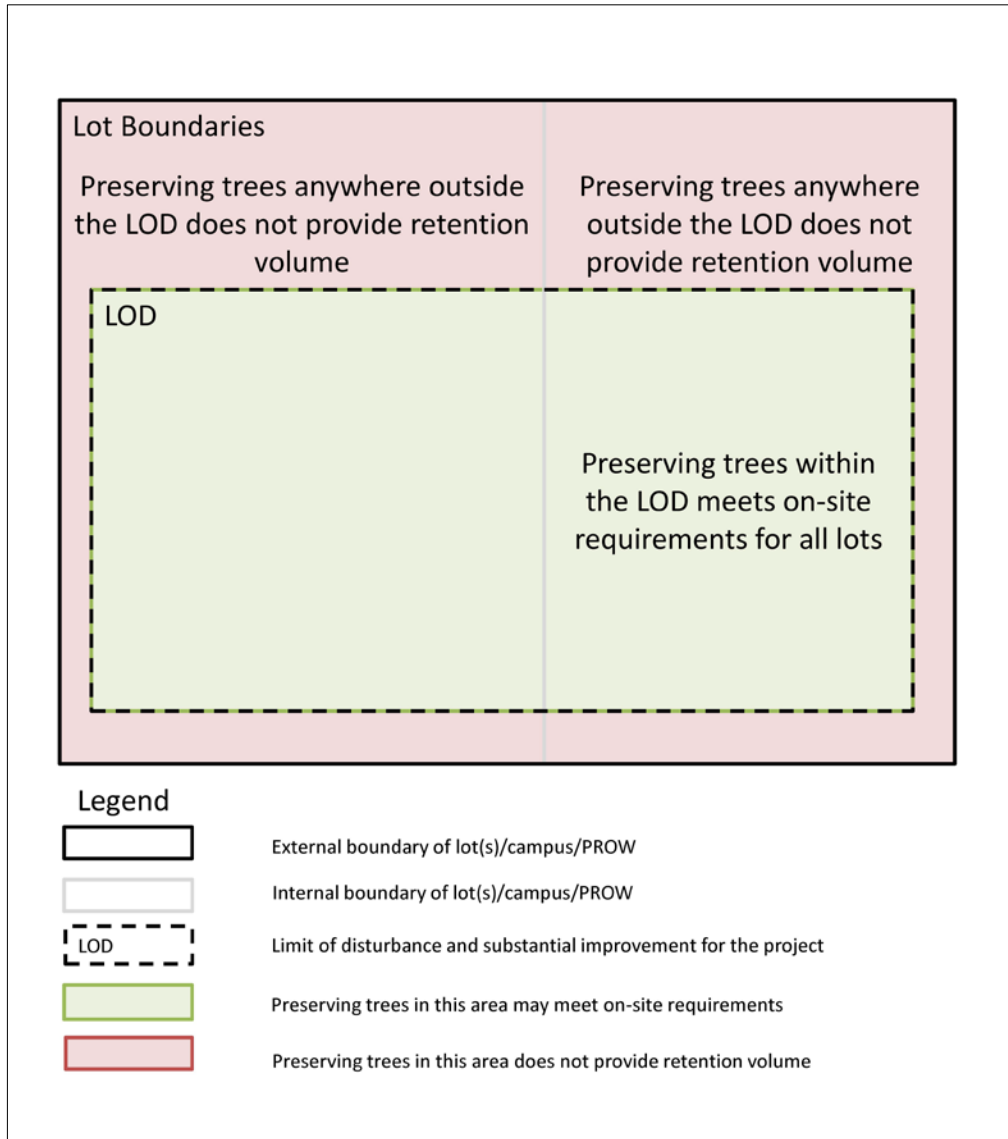 Lot Boundaries
Preserving trees anywhere outside
the LOD does not provide retention
volume
Preserving trees anywhere
outside the LOD does not
provide retention volume
LOD
Preserving trees within
the LOD meets on-site
requirements for all lots
Legend
External boundary of lot(s)/campus/PROW
Internal boundary of lot(s)/campus/PROW
LOD
Limit of disturbance and substantial improvement for the project
Preserving trees in this area may meet on-site requirements
Preserving trees in this area does not provide retention volume